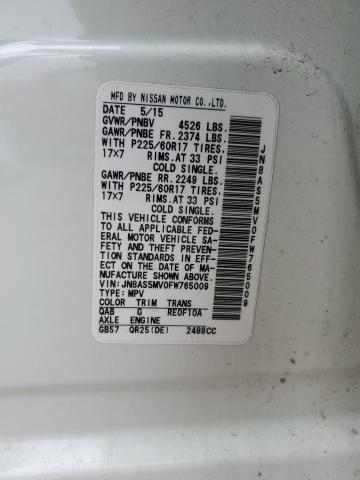 MFD BY NISSAN MOTOR CO.,LTD.
DATE 5/15
GVWR/PNBV 4526 LBS.
GAWR/PNBE FR. 2374 LBS.
WITH P225/60R17 TIRES,
17x7 RIMS.AT 33 PSI
COLD SINGLE.
GAWR/PNBE RR. 2249 LBS.
WITH P225/60R17 TIRES,
17x7 RIMS.AT 33 PSI
COLD SINGLE.
THIS VEHICLE CONFORMS
TO ALL APPLICABLE FED-
ERAL MOTOR VEHICLE SA-
FETY AND THEFT PREVENTION
STANDARDS IN EFF-
ECT ON THE DATE OF MA-
NUFACTURE SHOWN ABOVE.
VIN: JN8AS5MV0FW765009
TYPE: MPV
COLOR TRIM TRANS
QAB G RE0F10A
AXLE ENGINE
GB57 QR25(DE) 2488CC
JN8AS5MV0FW765009